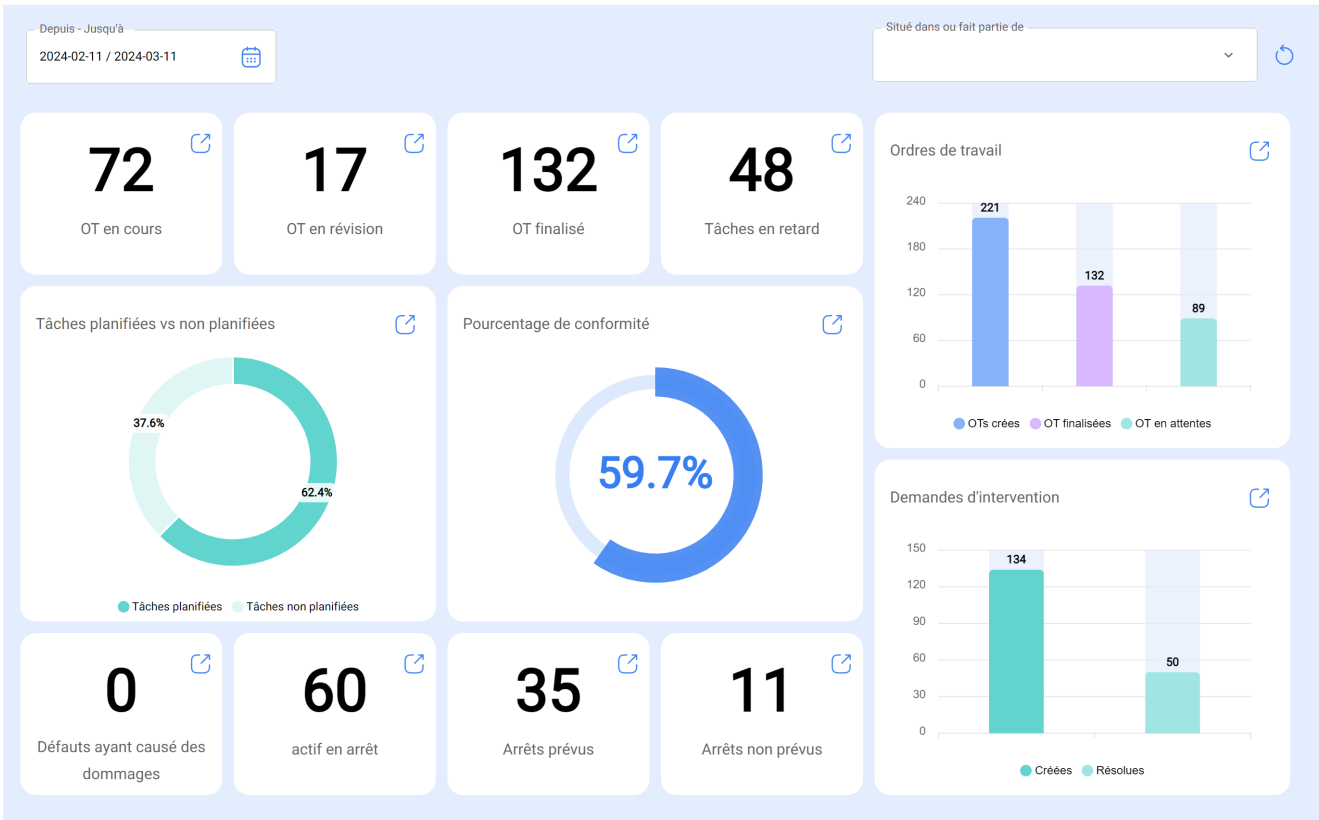 Depuis - Jusqu'à
2024-02-11 / 2024-03-11
Situé dans ou fait partie de
72
OT en cours
17
OT en révision
132
OT finalisé
48
Tâches en retard
Ordres de travail
240
180
120
60
0
221
132
89
OTs crées
OT finalisées
OT en attentes
Tâches planifiées vs non planifiées
37.6%
62.4%
Tâches planifiées
Tâches non planifiées
Pourcentage de conformité
59.7%
Demandes d'intervention
150
120
90
60
30
0
134
50
Créées
Résolues
0
Défauts ayant causé des
dommages
60
actif en arrêt
35
Arrêts prévus
11
Arrêts non prévus